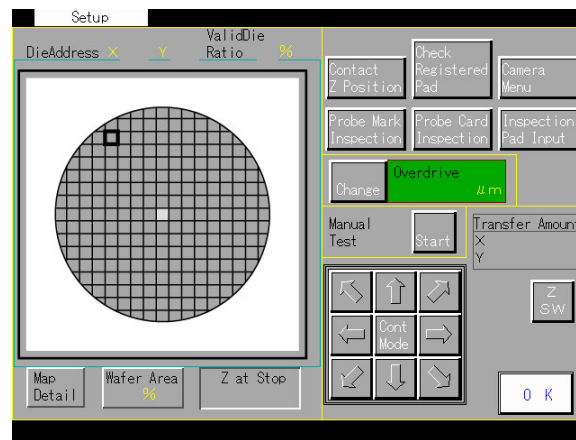 Setup
DieAddress X Y
ValidDie
Ratio %
Contact
Z Position
Check
Registered
Pad
Camera
Menu
Probe Mark
Inspection
Probe Card
Inspection
Inspection
Pad Input
Change
Overdrive
μm
Manual
Test
Start
Transfer Amount
X
Y
Cont
Mode
Z
SW
Map
Detail
Wafer Area
%
Z at Stop
O K